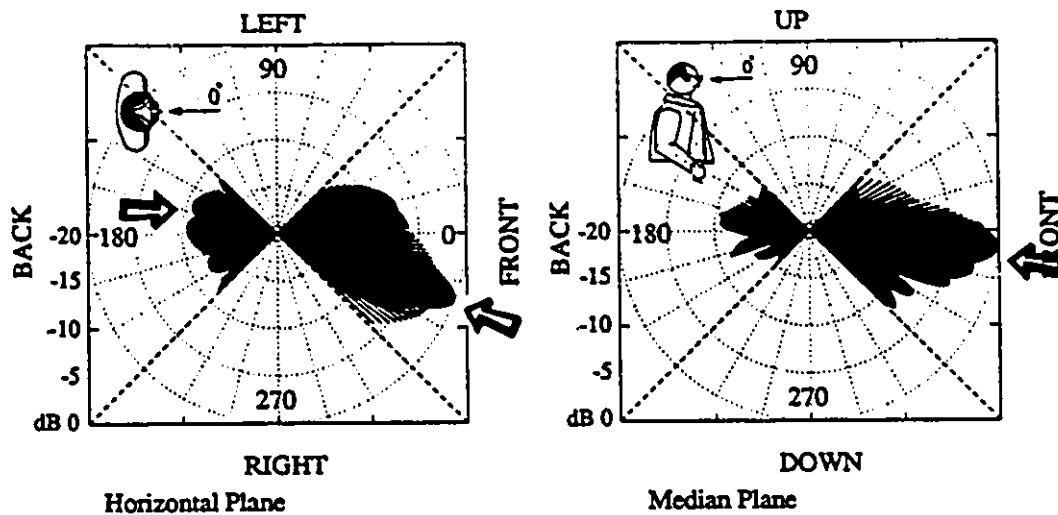 LEFT
90
0°
BACK
-20
180
0
FRONT
-15
-10
-5
270
dB 0
RIGHT
Horizontal Plane
UP
90
0°
BACK
-20
180
RONT
-15
-10
-5
270
dB 0
DOWN
Median Plane